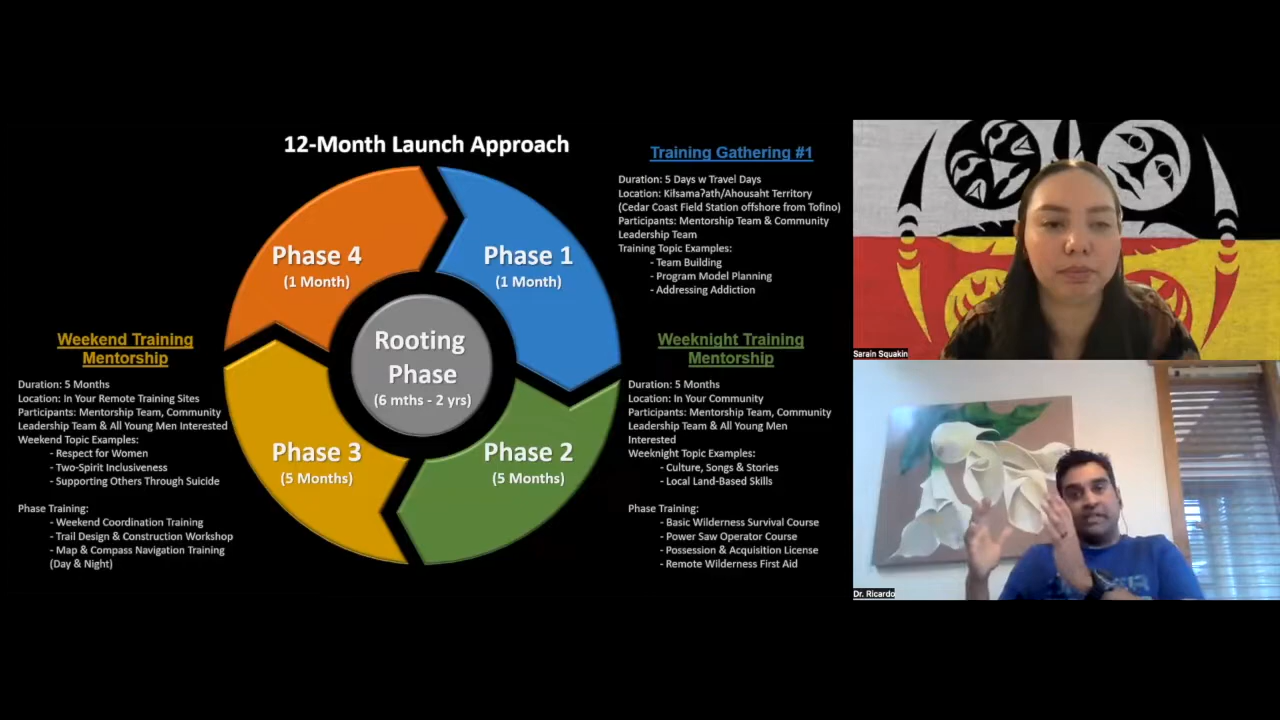 12-Month Launch Approach
Phase 4
(1 Month)
Phase 1
(1 Month)
Rooting
Phase
(6 mths - 2 yrs)
Phase 3
(5 Months)
Phase 2
(5 Months)
Training Gathering #1
Duration: 5 Days w Travel Days
Location: Kiłsamaʔath/Ahousaht Territory
(Cedar Coast Field Station offshore from Tofino)
Participants: Mentorship Team & Community
Leadership Team
Training Topic Examples:
- Team Building
- Program Model Planning
- Addressing Addiction
Weekend Training
Mentorship
Duration: 5 Months
Location: In Your Remote Training Sites
Participants: Mentorship Team, Community
Leadership Team & All Young Men Interested
Weekend Topic Examples:
- Respect for Women
- Two-Spirit Inclusiveness
- Supporting Others Through Suicide
Phase Training:
- Weekend Coordination Training
- Trail Design & Construction Workshop
- Map & Compass Navigation Training
(Day & Night)
Weeknight Training
Mentorship
Duration: 5 Months
Location: In Your Community
Participants: Mentorship Team, Community
Leadership Team & All Young Men
Interested
Weeknight Topic Examples:
- Culture, Songs & Stories
- Local Land-Based Skills
Phase Training:
- Basic Wilderness Survival Course
- Power Saw Operator Course
- Possession & Acquisition License
- Remote Wilderness First Aid
Sarain Squakin
Dr. Ricardo